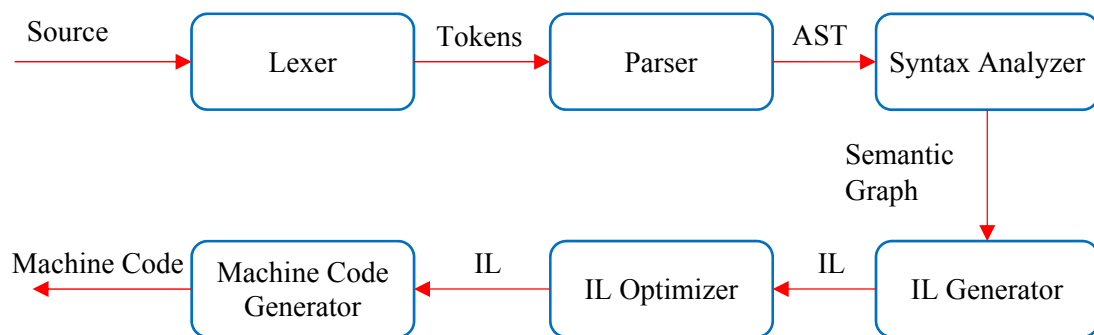 Source
Lexer
Tokens
Parser
AST
Syntax Analyzer
Semantic
Graph
IL Generator
IL
IL Optimizer
IL
Machine Code
Generator
Machine Code